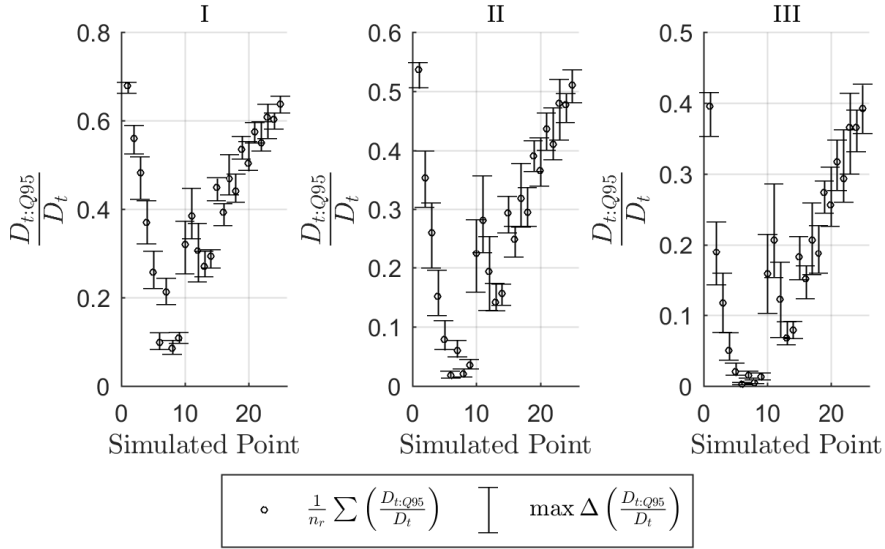 I
II
III
0.8
0.6
0.4
0.2
0
D_{t:Q95}
D_t
0
10
20
Simulated Point
0.6
0.5
0.4
0.3
0.2
0.1
0
D_{t:Q95}
D_t
0
10
20
Simulated Point
0.5
0.4
0.3
0.2
0.1
0
D_{t:Q95}
D_t
0
10
20
Simulated Point
1/n_r ∑ (D_{t:Q95}/D_t) max Δ (D_{t:Q95}/D_t)